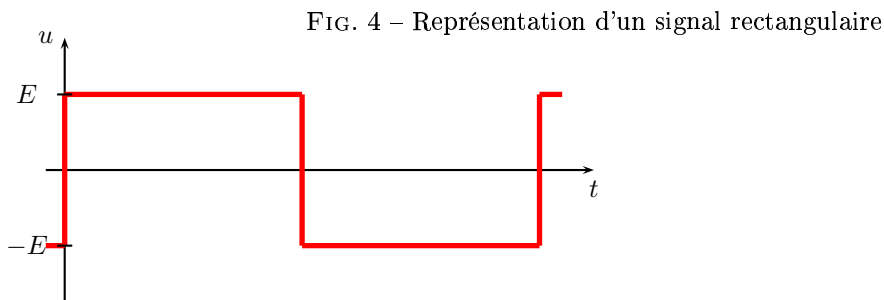 FIG. 4 – Représentation d'un signal rectangulaire
u
E
t
−E